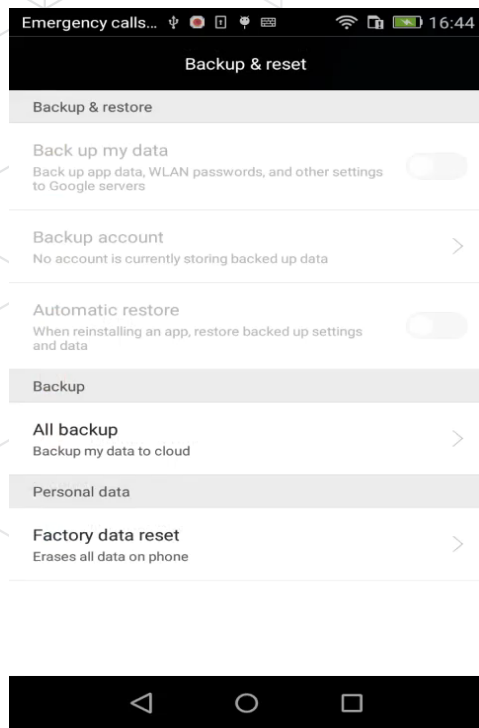 Emergency calls... 16:44
Backup & reset
Backup & restore
Back up my data
Back up app data, WLAN passwords, and other settings
to Google servers
Backup account
No account is currently storing backed up data
Automatic restore
When reinstalling an app, restore backed up settings
and data
Backup
All backup
Backup my data to cloud
Personal data
Factory data reset
Erases all data on phone